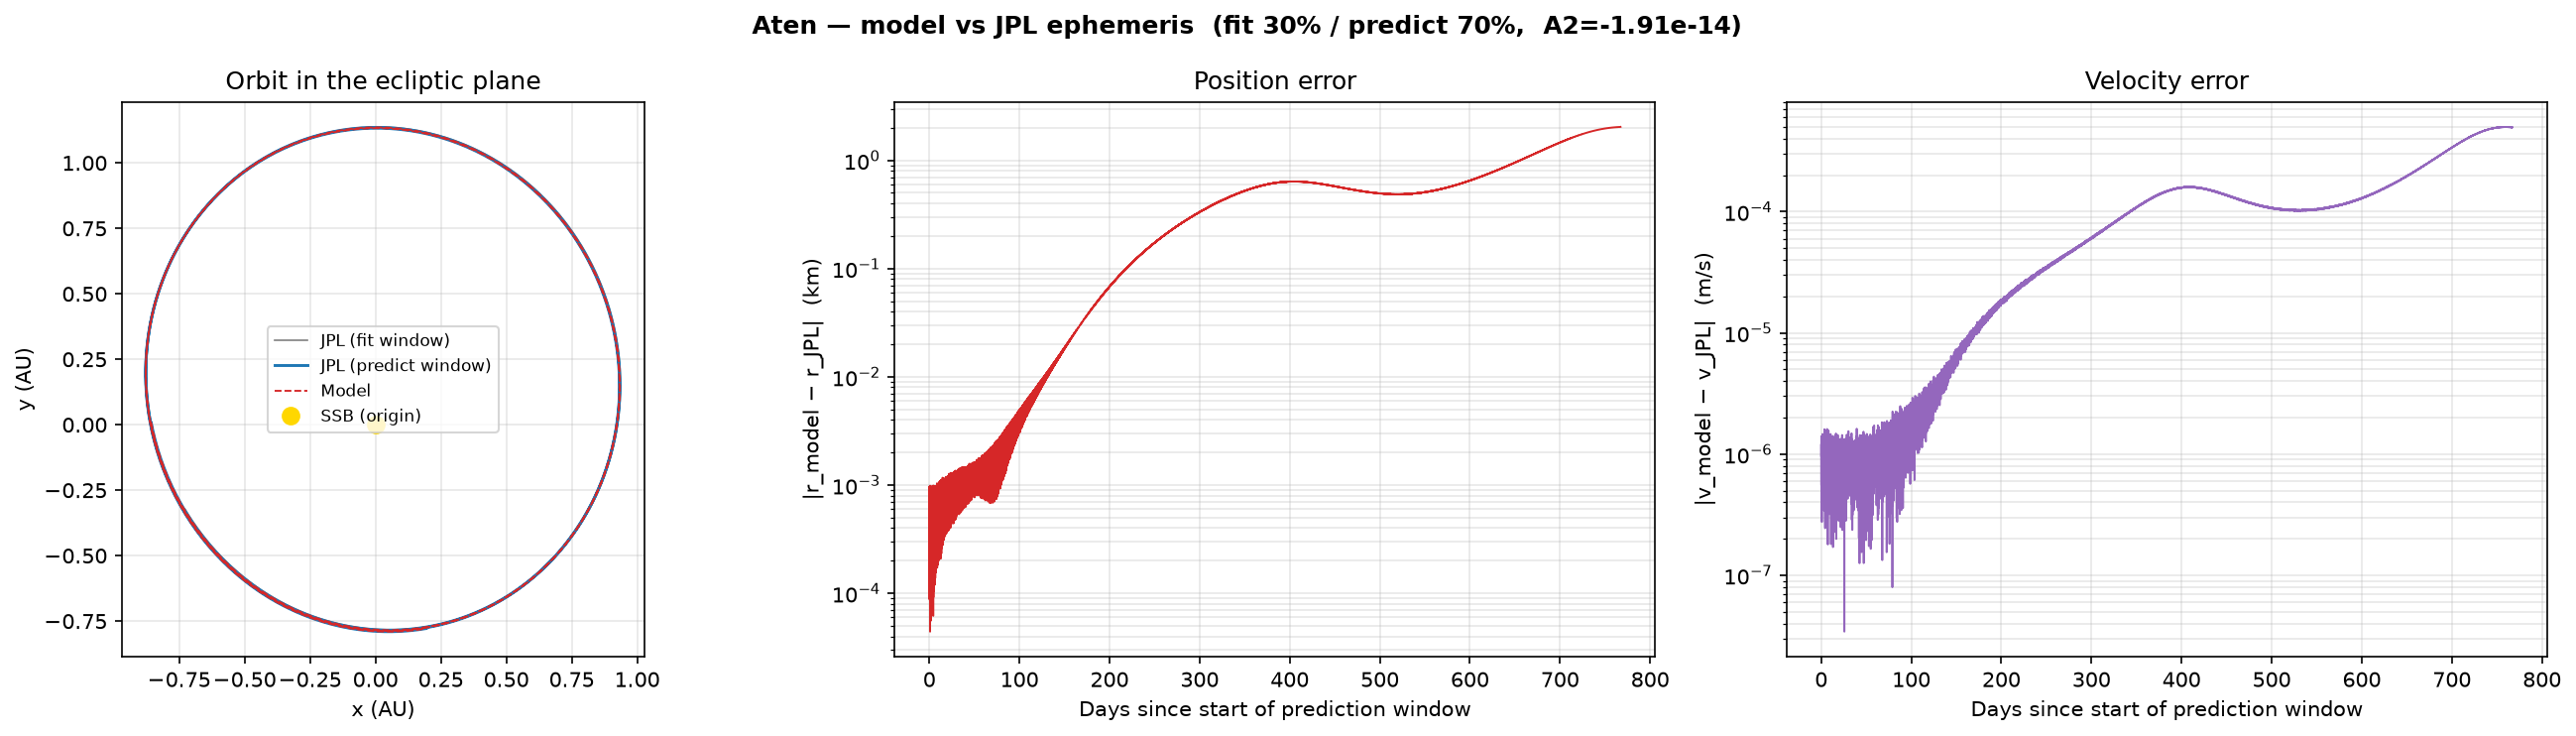 Aten — model vs JPL ephemeris  (fit 30% / predict 70%,  A2=-1.91e-14)
Orbit in the ecliptic plane
y (AU)
1.00
0.75
0.50
0.25
0.00
−0.25
−0.50
−0.75
JPL (fit window)
JPL (predict window)
Model
SSB (origin)
−0.75 −0.50 −0.25 0.00 0.25 0.50 0.75 1.00
x (AU)
Position error
|r_model − r_JPL|  (km)
10⁰
10⁻¹
10⁻²
10⁻³
10⁻⁴
0 100 200 300 400 500 600 700 800
Days since start of prediction window
Velocity error
|v_model − v_JPL|  (m/s)
10⁻⁴
10⁻⁵
10⁻⁶
10⁻⁷
0 100 200 300 400 500 600 700 800
Days since start of prediction window